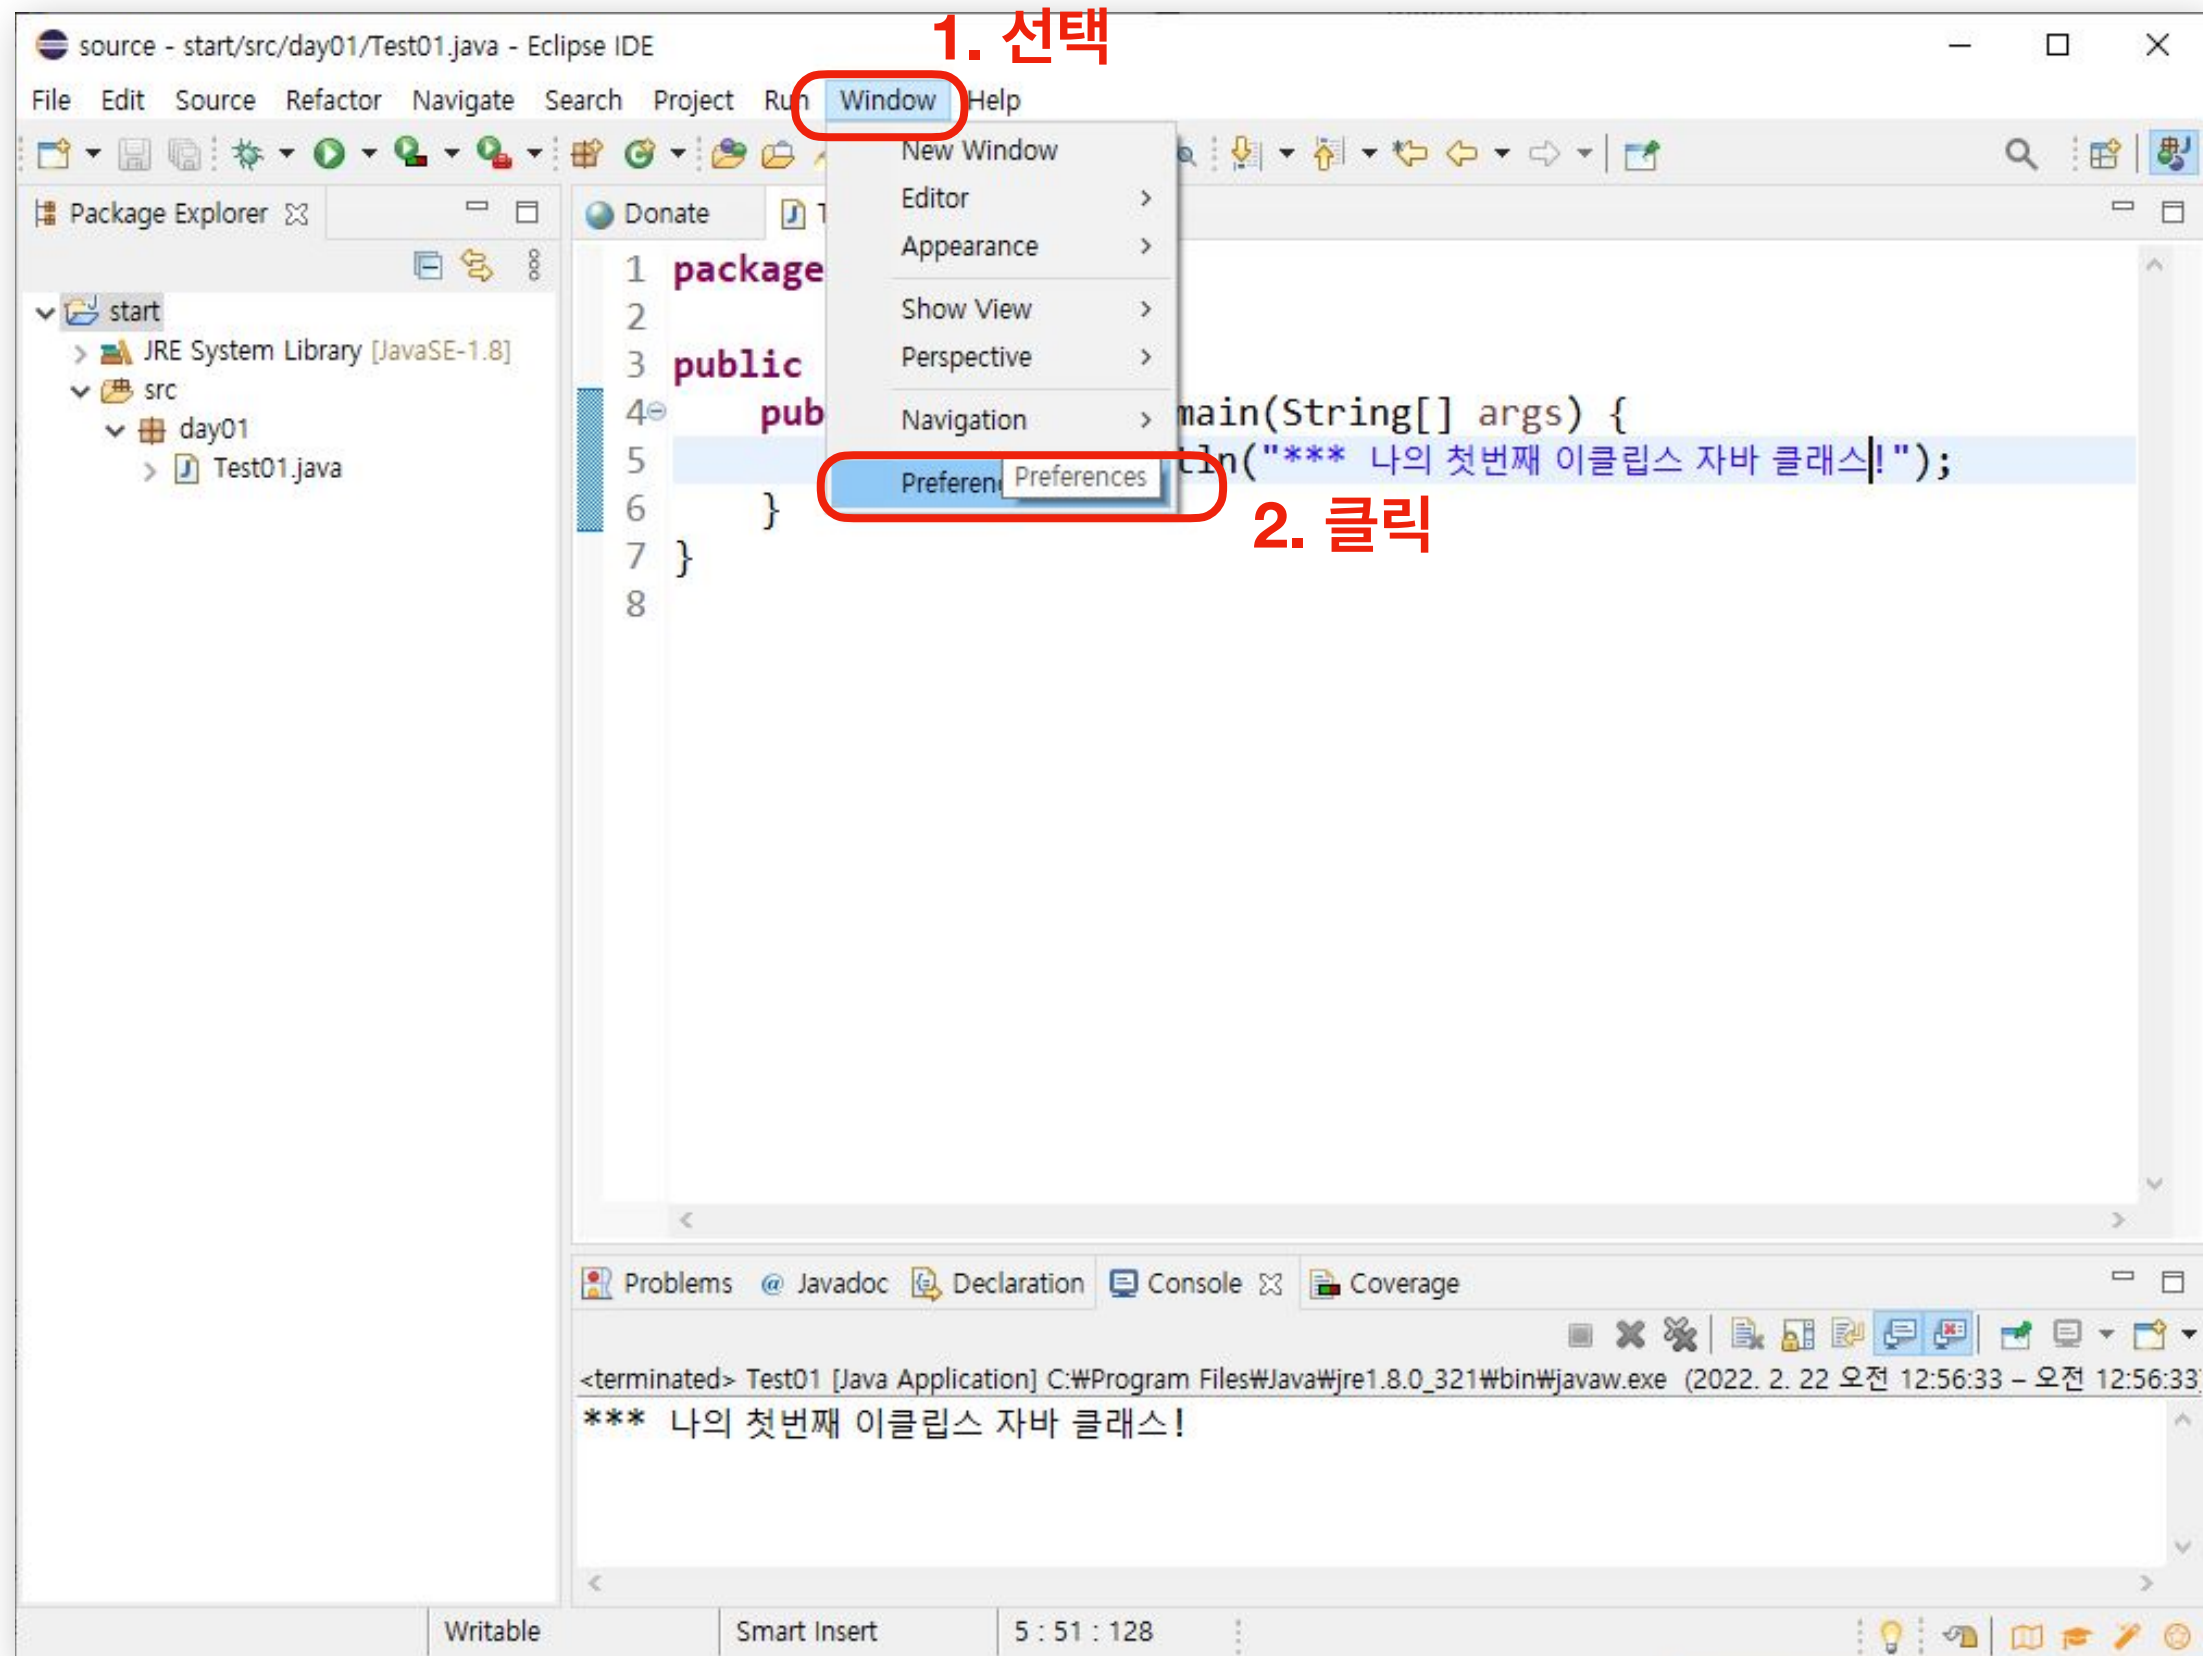 1. 선택
source - start/src/day01/Test01.java - Eclipse IDE
File Edit Source Refactor Navigate Search Project Run Window Help
New Window
Editor
Appearance
Show View
Perspective
Navigation
Preferences
2. 클릭
Package Explorer
start
JRE System Library [JavaSE-1.8]
src
day01
Test01.java
Donate
1 package
2
3 public
4 pub main(String[] args) {
5 tln("*** 나의 첫번째 이클립스 자바 클래스!");
6 }
7 }
8
Problems @ Javadoc Declaration Console Coverage
<terminated> Test01 [Java Application] C:₩Program Files₩Java₩jre1.8.0_321₩bin₩javaw.exe (2022. 2. 22 오전 12:56:33 – 오전 12:56:33)
*** 나의 첫번째 이클립스 자바 클래스!
Writable Smart Insert 5 : 51 : 128